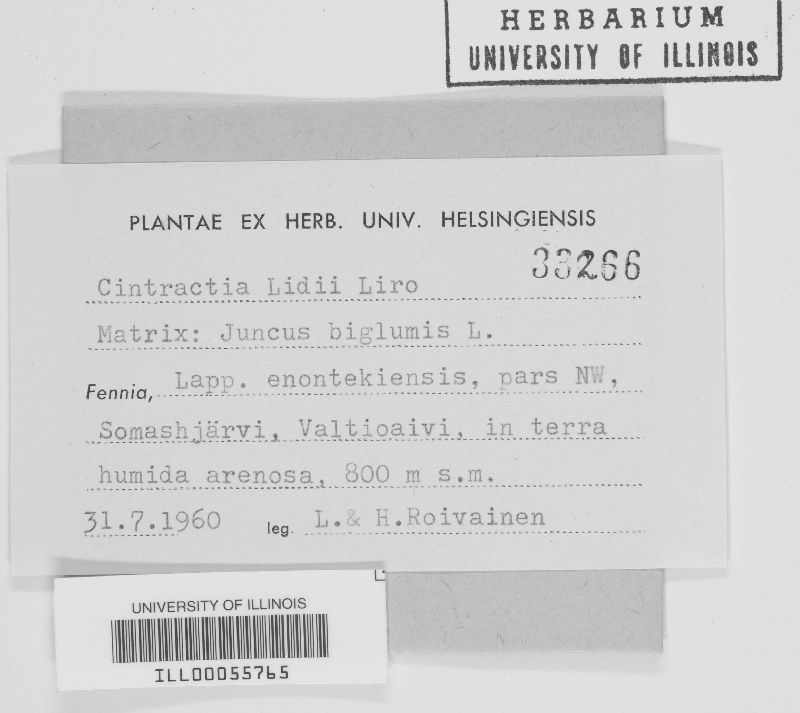 HERBARIUM
UNIVERSITY OF ILLINOIS
PLANTAE EX HERB. UNIV. HELSINGIENSIS
33266
Cintractia Lidii Liro
Matrix: Juncus biglumis L.
Fennia, Lapp. enontekiensis, pars NW,
Somashjärvi, Valtioaivi, in terra
humida arenosa, 800 m s.m.
31.7.1960 leg. L.& H.Roivainen
UNIVERSITY OF ILLINOIS
ILL00055765